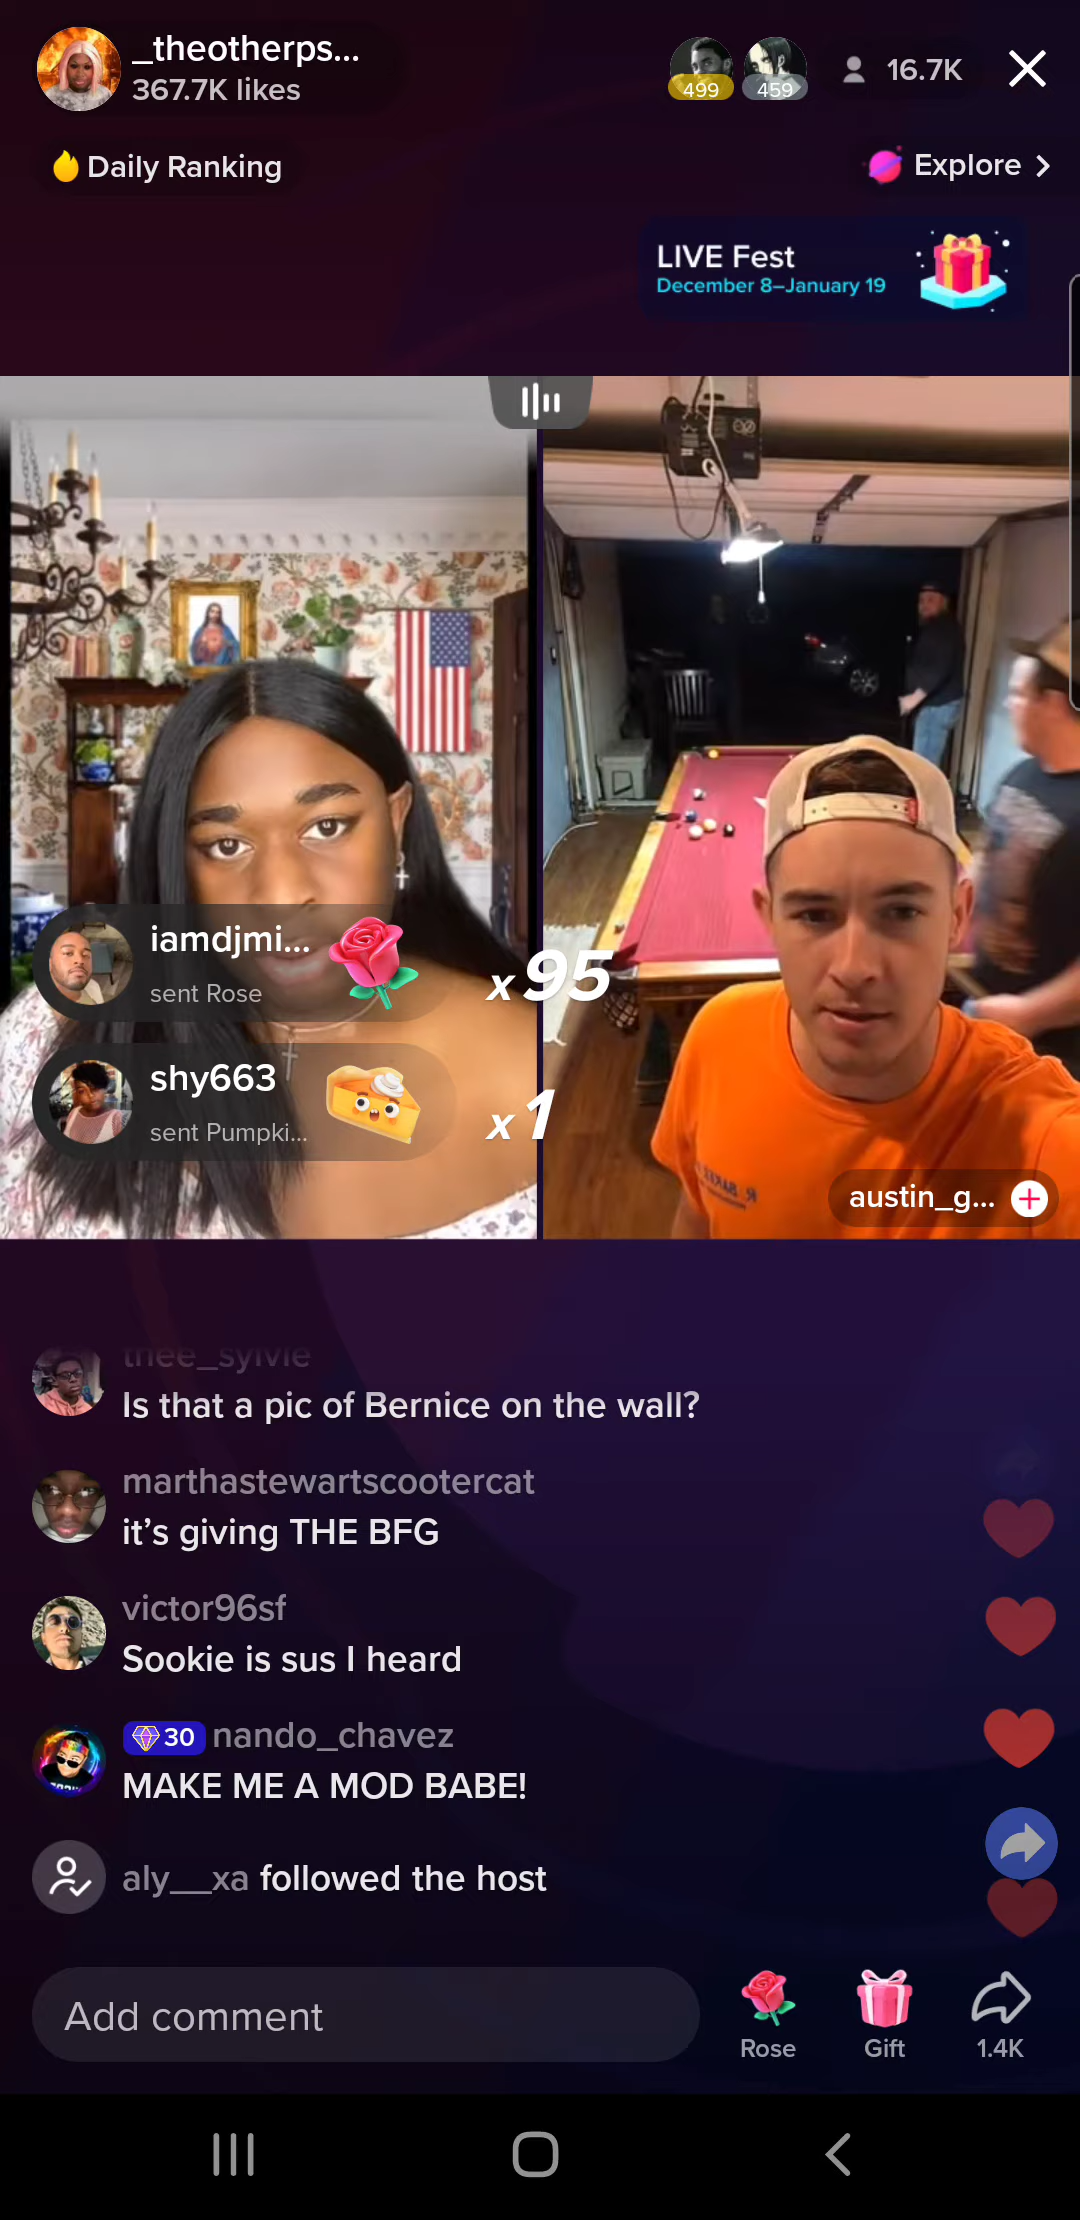 _theotherps...
367.7K likes
499
459
16.7K
Daily Ranking
Explore
LIVE Fest
December 8–January 19
iamdjmi...
sent Rose
x95
shy663
sent Pumpki...
x1
austin_g...
thee_sylvie
Is that a pic of Bernice on the wall?
marthastewartscootercat
it’s giving THE BFG
victor96sf
Sookie is sus I heard
30 nando_chavez
MAKE ME A MOD BABE!
aly__xa followed the host
Add comment
Rose
Gift
1.4K